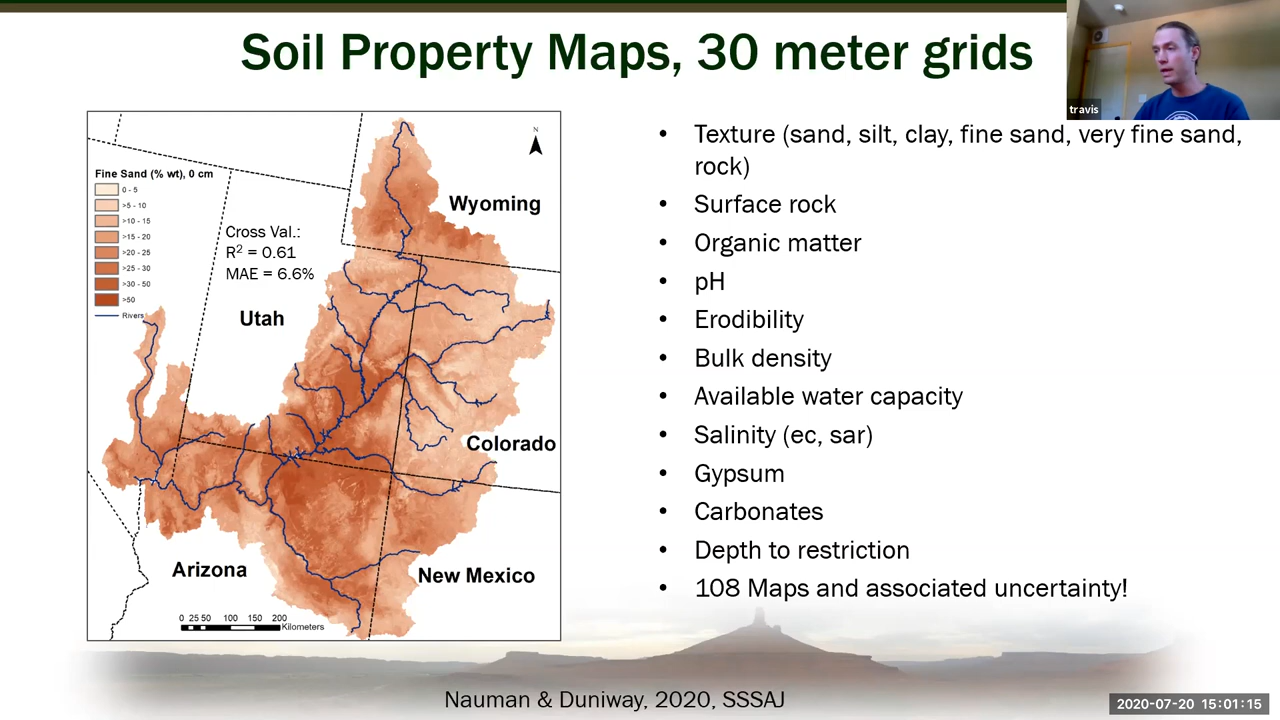 Soil Property Maps, 30 meter grids
travis
N
Fine Sand (% wt), 0 cm
0 - 5
>5 - 10
>10 - 15
>15 - 20
>20 - 25
>25 - 30
>30 - 50
>50
Rivers
Cross Val.:
R² = 0.61
MAE = 6.6%
Wyoming
Utah
Colorado
Arizona
New Mexico
0 25 50 100 150 200
Kilometers
• Texture (sand, silt, clay, fine sand, very fine sand,
rock)
• Surface rock
• Organic matter
• pH
• Erodibility
• Bulk density
• Available water capacity
• Salinity (ec, sar)
• Gypsum
• Carbonates
• Depth to restriction
• 108 Maps and associated uncertainty!
Nauman & Duniway, 2020, SSSAJ
2020-07-20 15:01:15